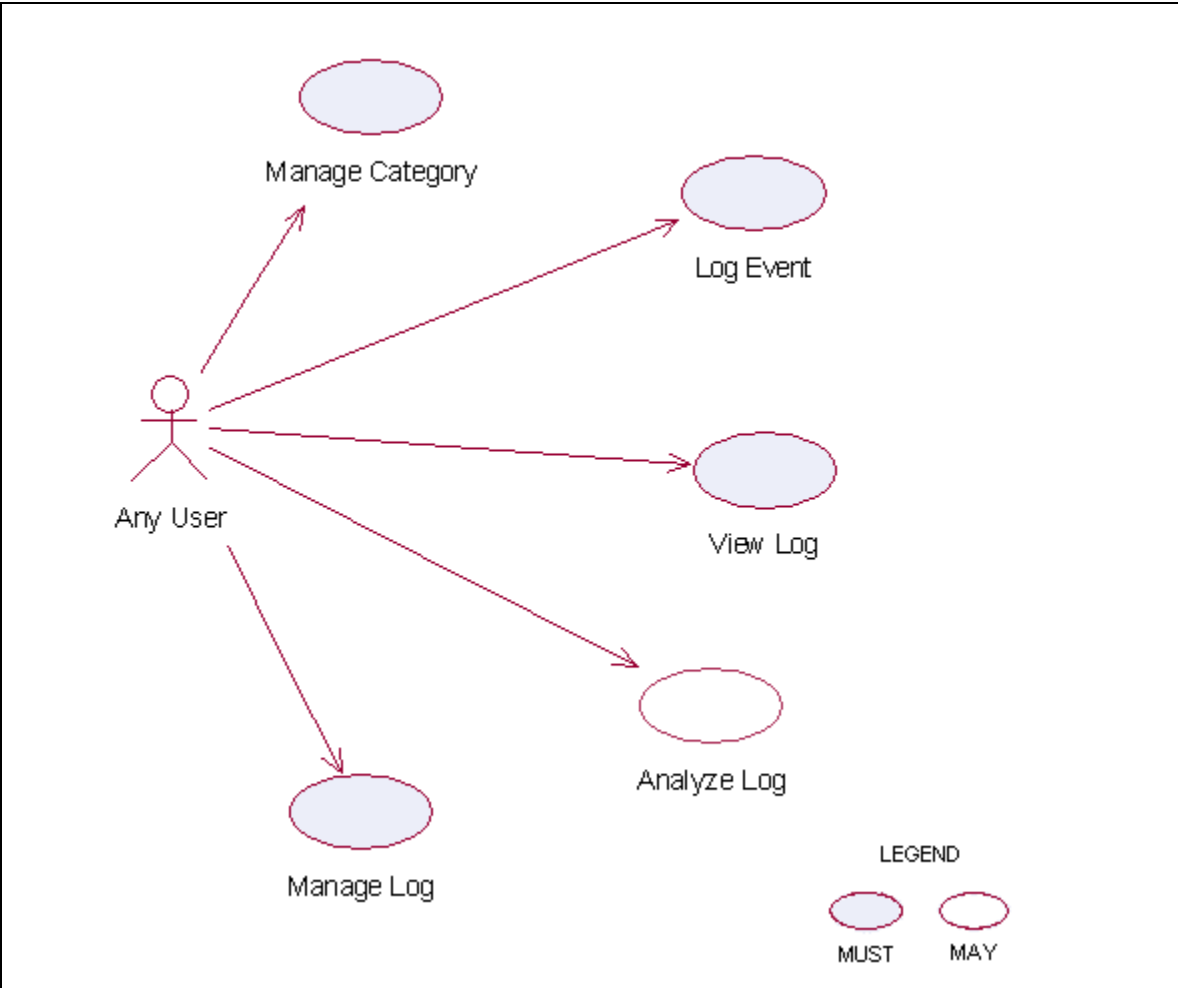 Manage Category
Log Event
Any User
View Log
Analyze Log
Manage Log
LEGEND
MUST
MAY